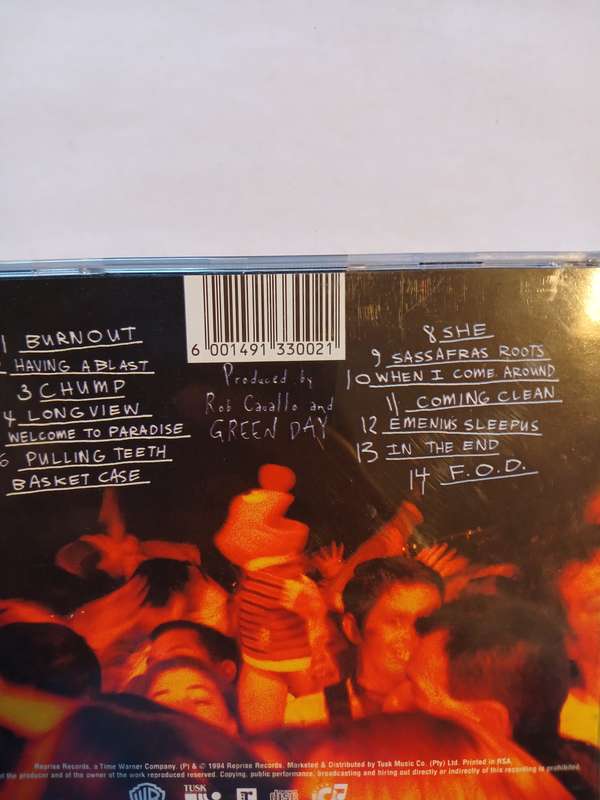 6 001491 330021
1 BURNOUT
HAVING A BLAST
3 CHUMP
4 LONGVIEW
WELCOME TO PARADISE
6 PULLING TEETH
BASKET CASE
Produced by
Rob Cavallo and
GREEN DAY
8 SHE
9 SASSAFRAS ROOTS
10 WHEN I COME AROUND
11 COMING CLEAN
12 EMENIUS SLEEPUS
13 IN THE END
14 F.O.D.
Reprise Records, a Time Warner Company. (P) & © 1994 Reprise Records. Marketed & Distributed by Tusk Music Co. (Pty) Ltd. Printed in RSA.
of the producer and of the owner of the work reproduced reserved. Copying, public performance, broadcasting and hiring out directly or indirectly of this recording is prohibited.
TUSK
disc